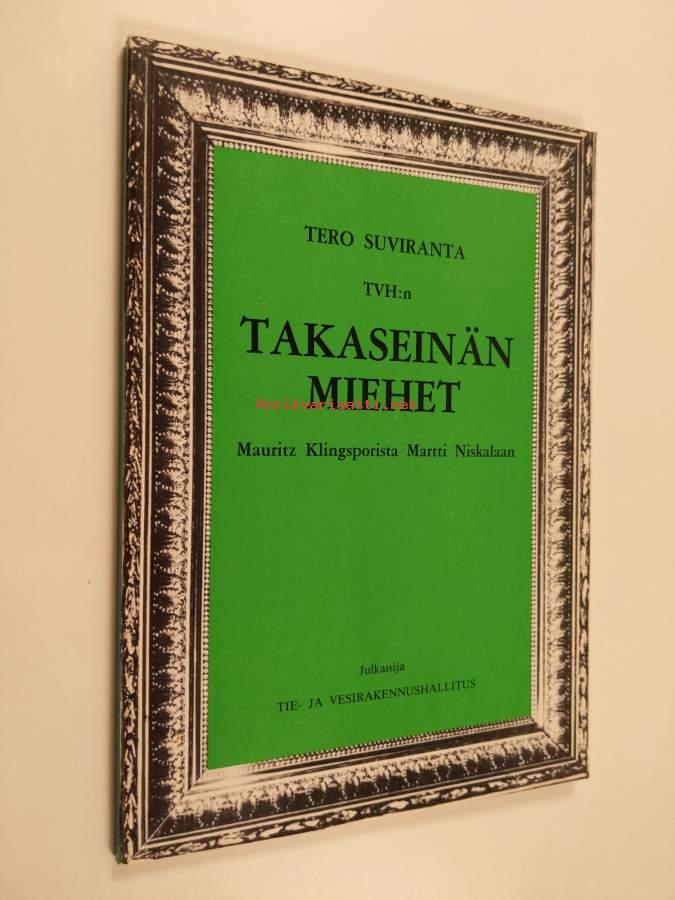 TERO SUVIRANTA
TVH:n
TAKASEINÄN
MIEHET
Antikvariaatti.net
Mauritz Klingsporista Martti Niskalaan
Julkaisija
TIE- JA VESIRAKENNUSHALLITUS